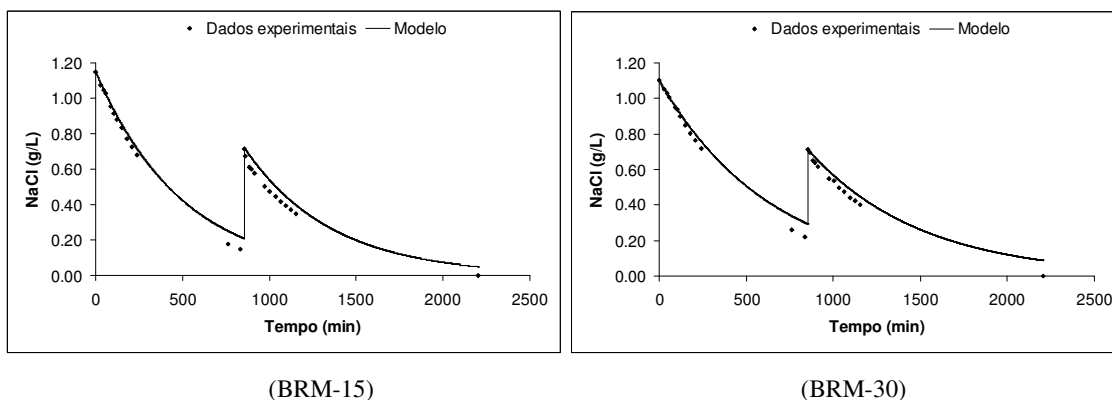 Dados experimentais Modelo
1.20
1.00
0.80
0.60
0.40
0.20
0.00
NaCl (g/L)
0 500 1000 1500 2000 2500
Tempo (min)
(BRM-15)
Dados experimentais Modelo
1.20
1.00
0.80
0.60
0.40
0.20
0.00
NaCl (g/L)
0 500 1000 1500 2000 2500
Tempo (min)
(BRM-30)